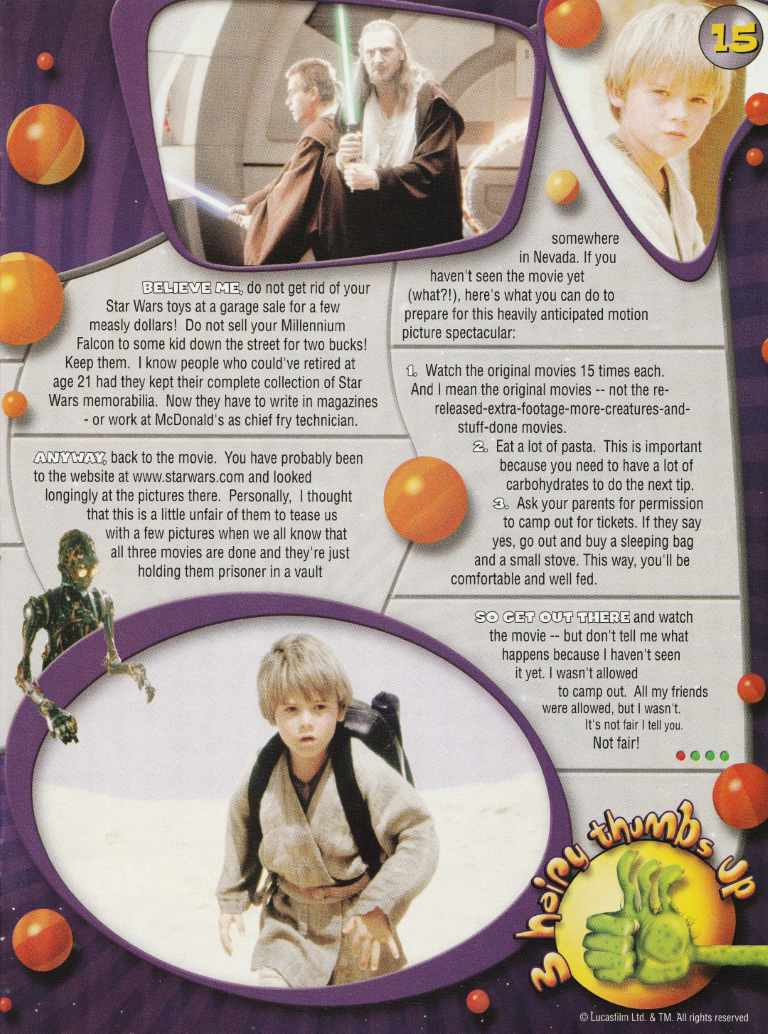 15
BELIEVE ME, do not get rid of your
Star Wars toys at a garage sale for a few
measly dollars! Do not sell your Millennium
Falcon to some kid down the street for two bucks!
Keep them. I know people who could've retired at
age 21 had they kept their complete collection of Star
Wars memorabilia. Now they have to write in magazines
- or work at McDonald's as chief fry technician.
ANYWAY, back to the movie. You have probably been
to the website at www.starwars.com and looked
longingly at the pictures there. Personally, I thought
that this is a little unfair of them to tease us
with a few pictures when we all know that
all three movies are done and they're just
holding them prisoner in a vault
somewhere
in Nevada. If you
haven't seen the movie yet
(what?!), here's what you can do to
prepare for this heavily anticipated motion
picture spectacular:
1. Watch the original movies 15 times each.
And I mean the original movies -- not the re-
released-extra-footage-more-creatures-and-
stuff-done movies.
2. Eat a lot of pasta. This is important
because you need to have a lot of
carbohydrates to do the next tip.
3. Ask your parents for permission
to camp out for tickets. If they say
yes, go out and buy a sleeping bag
and a small stove. This way, you'll be
comfortable and well fed.
SO GET OUT THERE and watch
the movie -- but don't tell me what
happens because I haven't seen
it yet. I wasn't allowed
to camp out. All my friends
were allowed, but I wasn't.
It's not fair I tell you.
Not fair!
3 hairy thumbs up
© Lucasfilm Ltd. & TM. All rights reserved